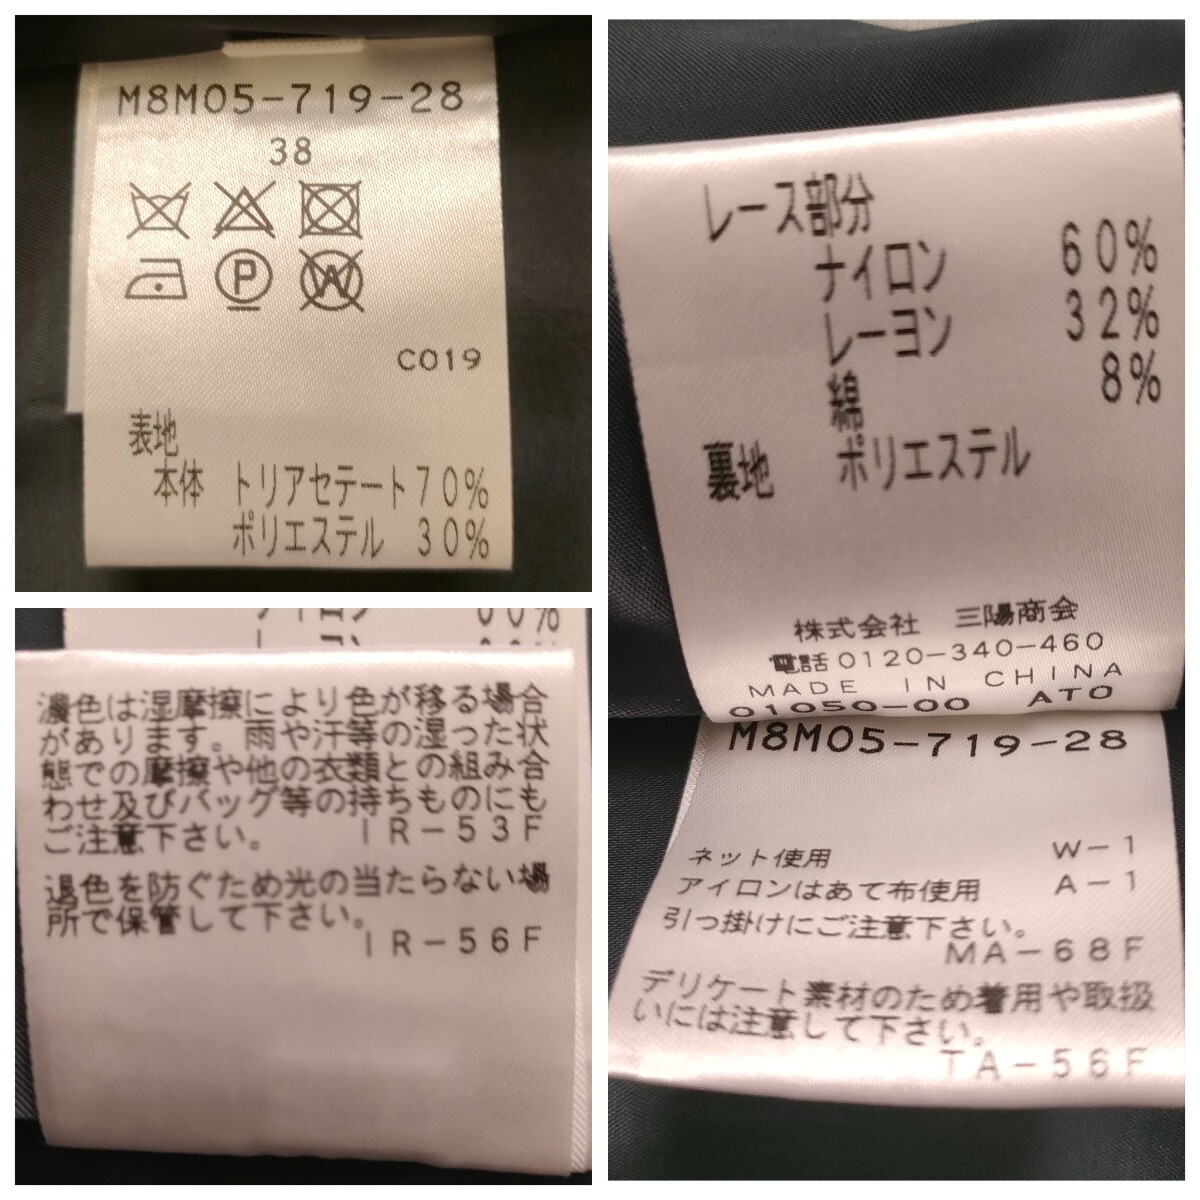 M8M05-719-28
38
P
W
C019
表地
本体 トリアセテート70%
ポリエステル 30%
レース部分
ナイロン 60%
レーヨン 32%
綿 8%
裏地 ポリエステル
株式会社 三陽商会
電話0120-340-460
MADE IN CHINA
01050-00 AT0
M8M05-719-28
ネット使用 W-1
アイロンはあて布使用 A-1
引っ掛けにご注意下さい。
MA-68F
デリケート素材のため着用や取扱
いには注意して下さい。
TA-56F
濃色は湿摩擦により色が移る場合
があります。雨や汗等の湿った状
態での摩擦や他の衣類との組み合
わせ及びバッグ等の持ちものにも
ご注意下さい。 IR-53F
退色を防ぐため光の当たらない場
所で保管して下さい。
IR-56F